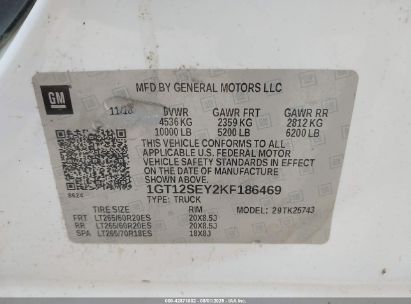 MFD BY GENERAL MOTORS LLC
GM
11/18 GVWR GAWR FRT GAWR RR
4536 KG 2359 KG 2812 KG
10000 LB 5200 LB 6200 LB
THIS VEHICLE CONFORMS TO ALL
APPLICABLE U.S. FEDERAL MOTOR
VEHICLE SAFETY STANDARDS IN EFFECT
ON THE DATE OF MANUFACTURE
SHOWN ABOVE.
1GT12SEY2KF186469
8624 TYPE: TRUCK
TIRE SIZE RIM MODEL: 29TK25743
FRT LT265/60R20ES 20X8.5J
RR LT265/60R20ES 20X8.5J
SPA LT265/70R18ES 18X8J